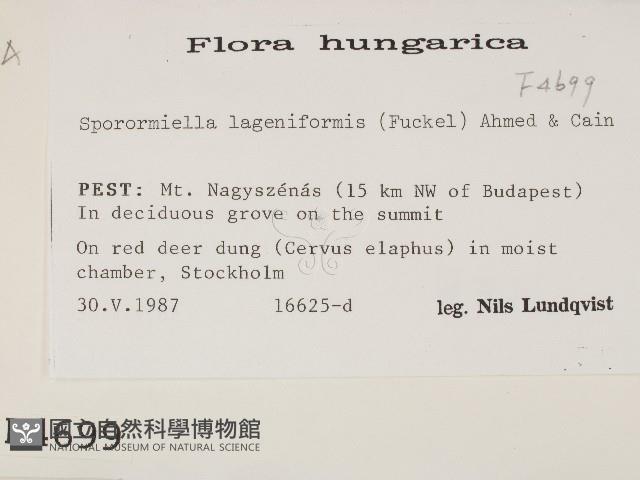 A
Flora hungarica
F4699
Sporormiella lageniformis (Fuckel) Ahmed & Cain
PEST: Mt. Nagyszénás (15 km NW of Budapest)
In deciduous grove on the summit
On red deer dung (Cervus elaphus) in moist
chamber, Stockholm
30.V.1987 16625-d leg. Nils Lundqvist
4699
國立自然科學博物館
NATIONAL MUSEUM OF NATURAL SCIENCE